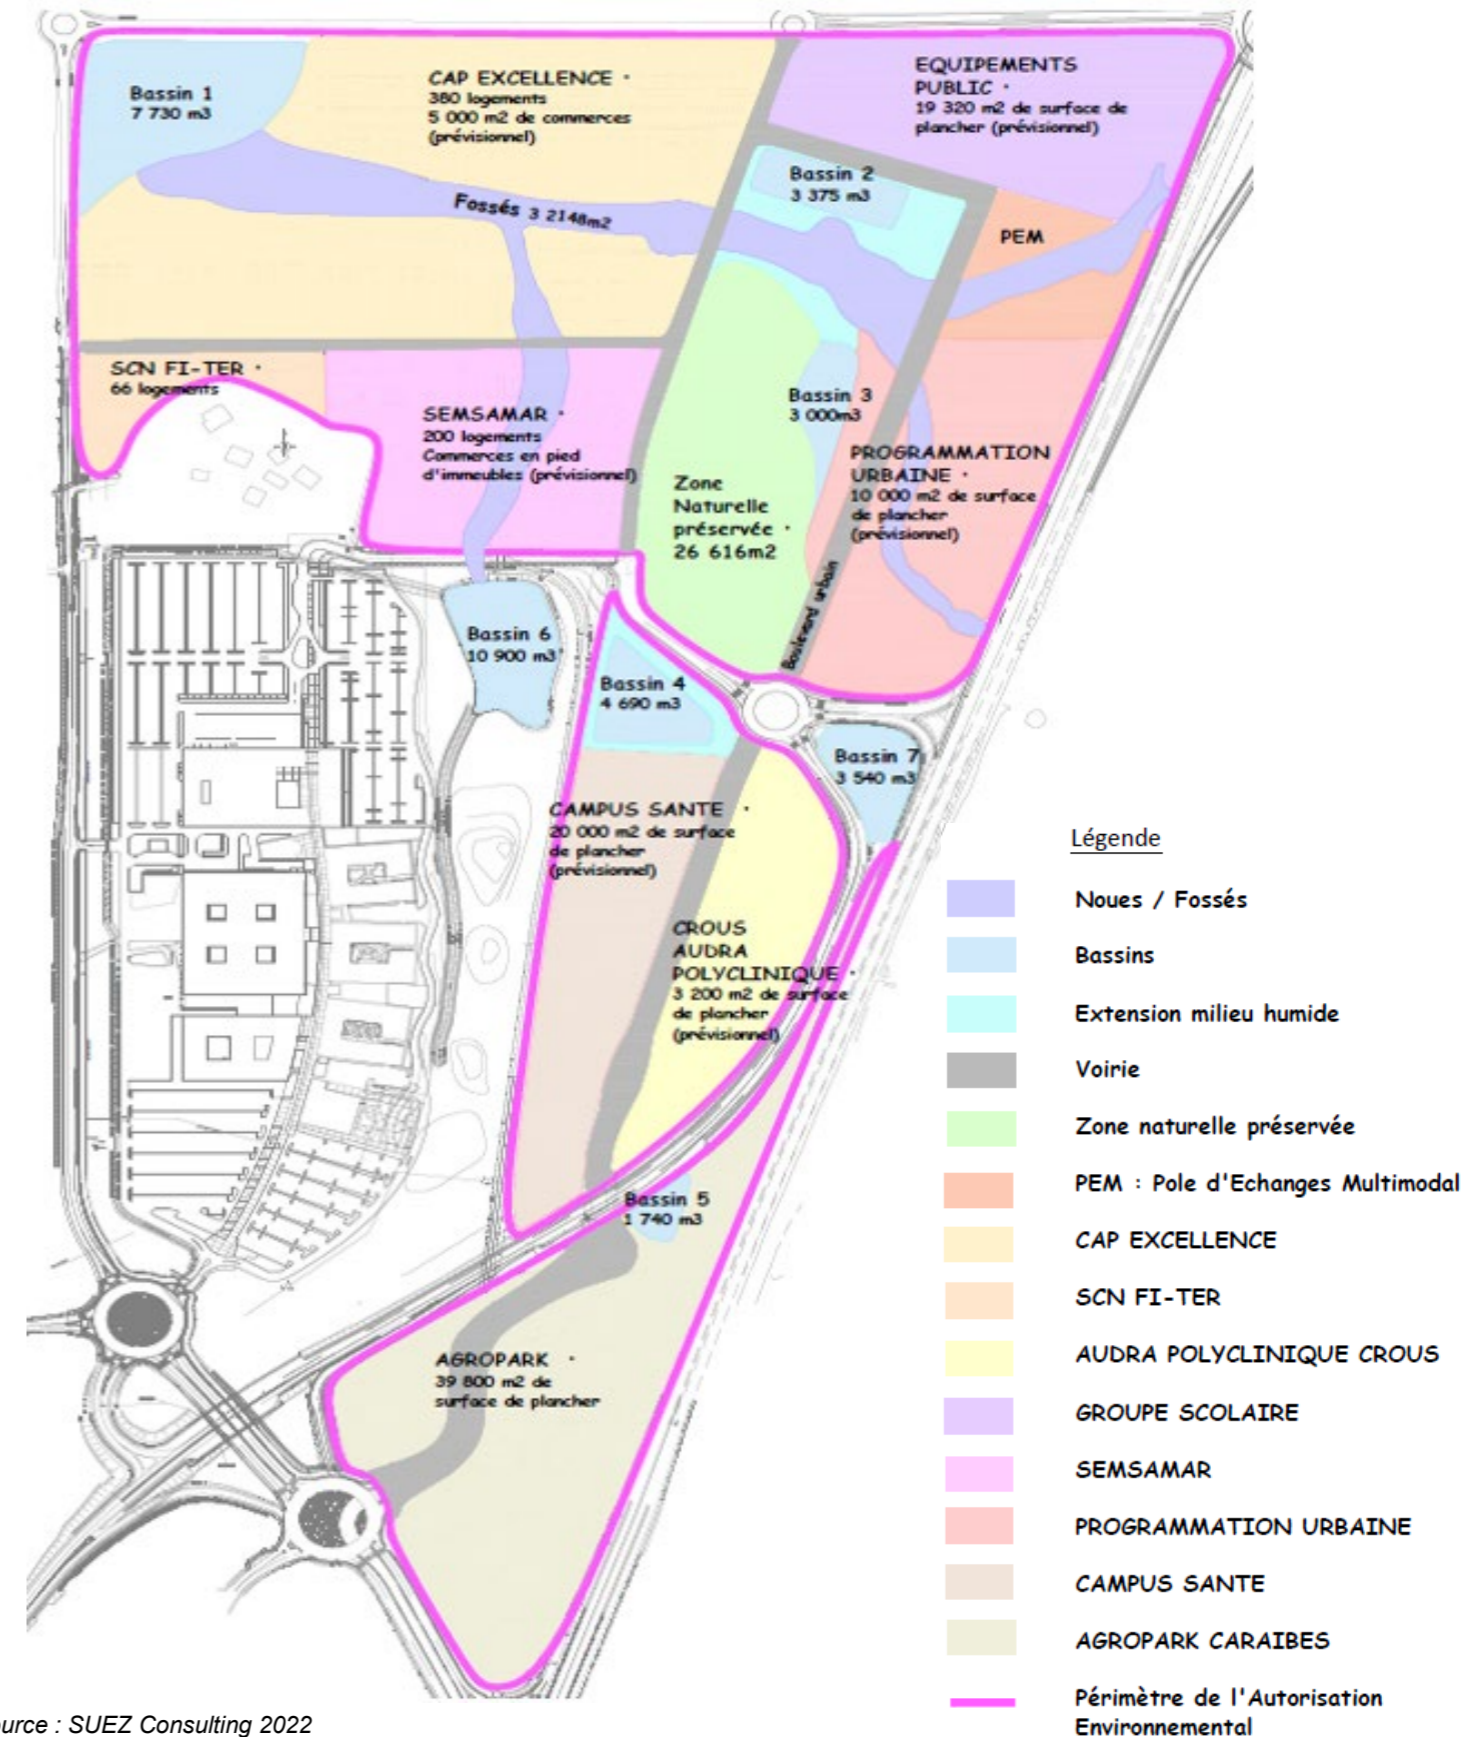 Bassin 1
7 730 m3
CAP EXCELLENCE ·
380 logements
5 000 m2 de commerces
(prévisionnel)
EQUIPEMENTS
PUBLIC ·
19 320 m2 de surface de
plancher (prévisionnel)
Bassin 2
3 375 m3
Fossés 3 2148m2
PEM
SCN FI-TER ·
66 logements
SEMSAMAR ·
200 logements
Commerces en pied
d'immeubles (prévisionnel)
Bassin 3
3 000m3
PROGRAMMATION
URBAINE ·
10 000 m2 de surface
de plancher
(prévisionnel)
Zone
Naturelle
préservée ·
26 616m2
Boulevard urbain
Bassin 6
10 900 m3
Bassin 4
4 690 m3
Bassin 7
3 540 m3
CAMPUS SANTE ·
20 000 m2 de surface
de plancher
(prévisionnel)
CROUS
AUDRA
POLYCLINIQUE ·
3 200 m2 de surface
de plancher
(prévisionnel)
Bassin 5
1 740 m3
AGROPARK ·
39 800 m2 de
surface de plancher
Légende
Noues / Fossés
Bassins
Extension milieu humide
Voirie
Zone naturelle préservée
PEM : Pole d'Echanges Multimodal
CAP EXCELLENCE
SCN FI-TER
AUDRA POLYCLINIQUE CROUS
GROUPE SCOLAIRE
SEMSAMAR
PROGRAMMATION URBAINE
CAMPUS SANTE
AGROPARK CARAIBES
Périmètre de l'Autorisation
Environnemental
ource : SUEZ Consulting 2022